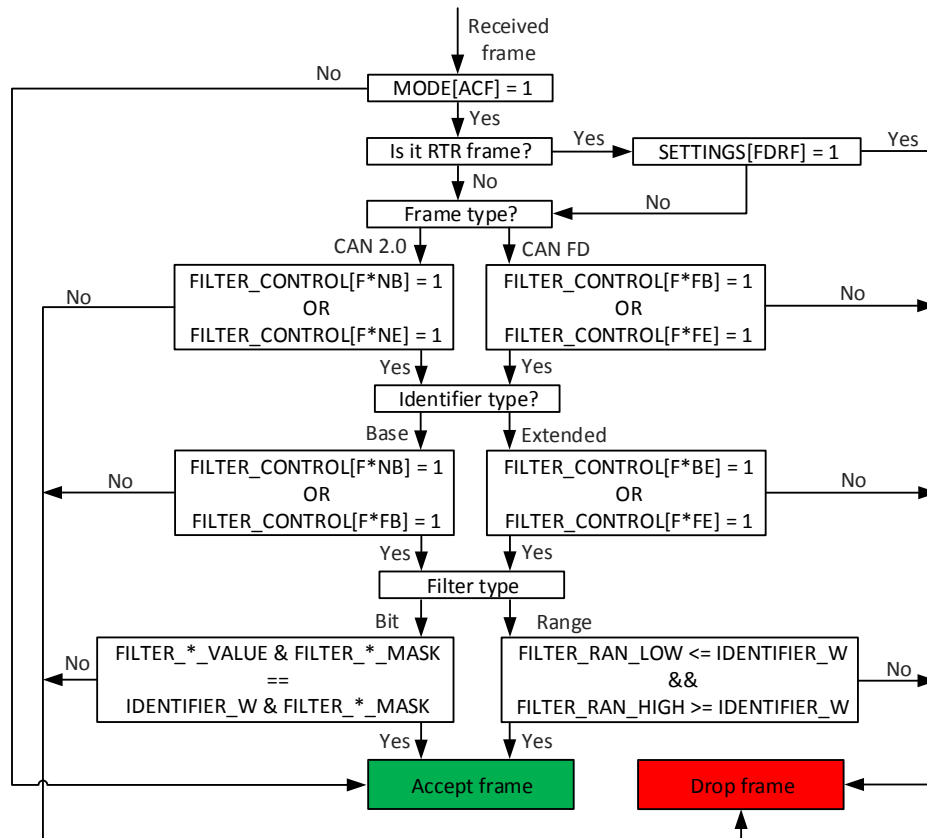 Received
frame
No
MODE[ACF] = 1
Yes
Is it RTR frame?
Yes
SETTINGS[FDRF] = 1
Yes
No
No
Frame type?
CAN 2.0
CAN FD
No
FILTER_CONTROL[F*NB] = 1
OR
FILTER_CONTROL[F*NE] = 1
FILTER_CONTROL[F*FB] = 1
OR
FILTER_CONTROL[F*FE] = 1
No
Yes
Yes
Identifier type?
Base
Extended
No
FILTER_CONTROL[F*NB] = 1
OR
FILTER_CONTROL[F*FB] = 1
FILTER_CONTROL[F*BE] = 1
OR
FILTER_CONTROL[F*FE] = 1
No
Yes
Yes
Filter type
Bit
Range
No
FILTER_*_VALUE & FILTER_*_MASK
==
IDENTIFIER_W & FILTER_*_MASK
FILTER_RAN_LOW <= IDENTIFIER_W
&&
FILTER_RAN_HIGH >= IDENTIFIER_W
No
Yes
Yes
Accept frame
Drop frame